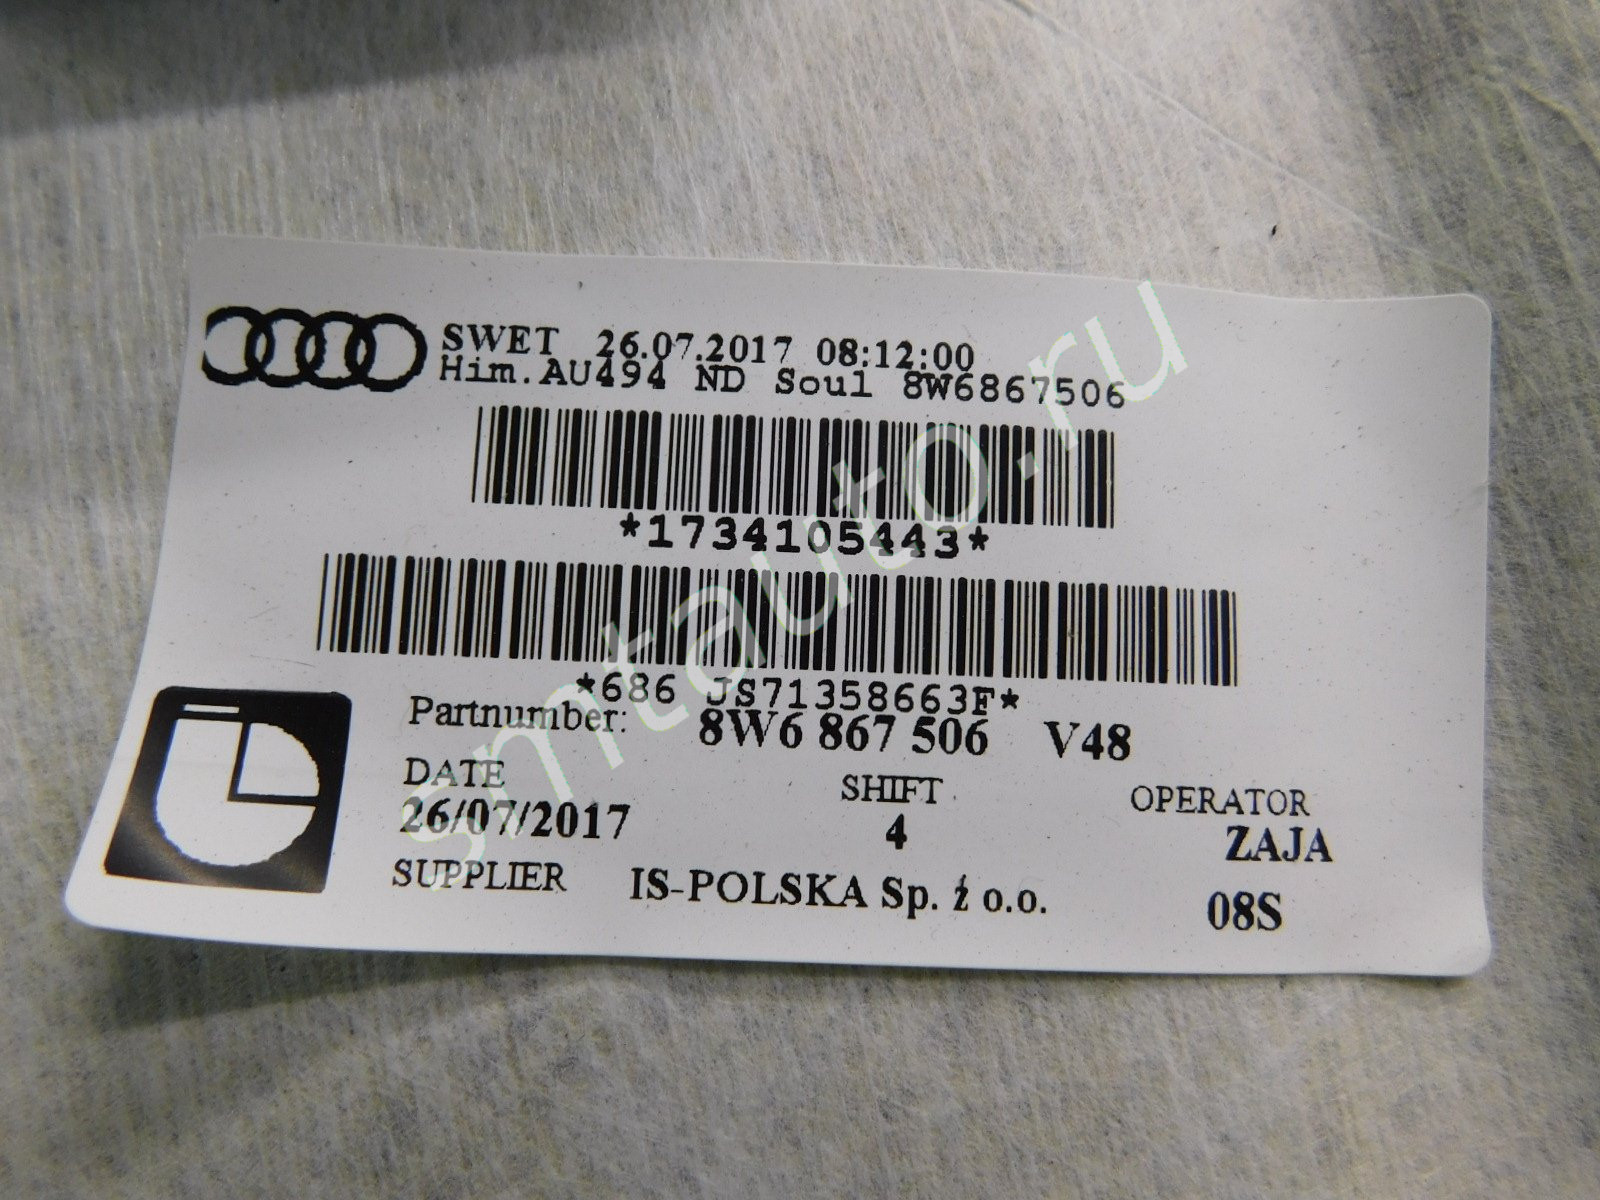 SWET 26.07.2017 08:12:00
Him.AU494 ND Soul 8W6867506
*1734105443*
*686 JS71358663F*
Partnumber: 8W6 867 506 V48
DATE SHIFT OPERATOR
26/07/2017 4 ZAJA
SUPPLIER IS-POLSKA Sp. ż o.o. 08S
smtauto.ru